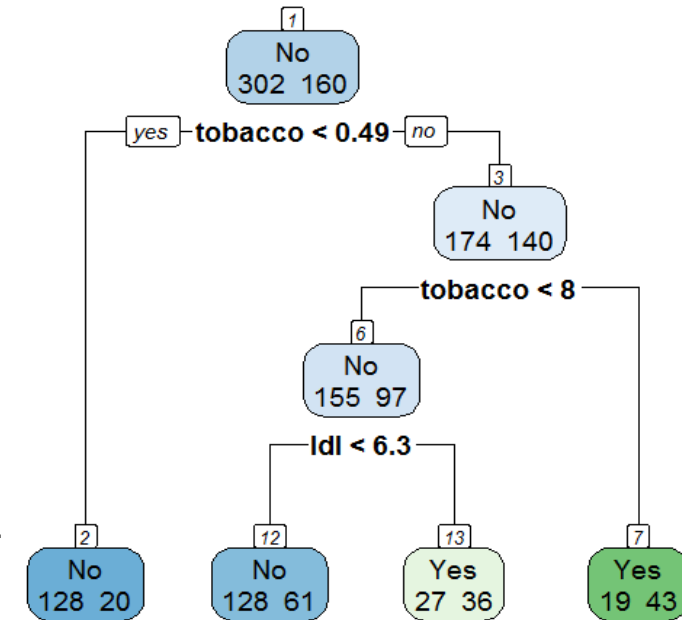 1
No
302 160
yes tobacco < 0.49 no
3
No
174 140
tobacco < 8
6
No
155 97
ldl < 6.3
2
No
128 20
12
No
128 61
13
Yes
27 36
7
Yes
19 43